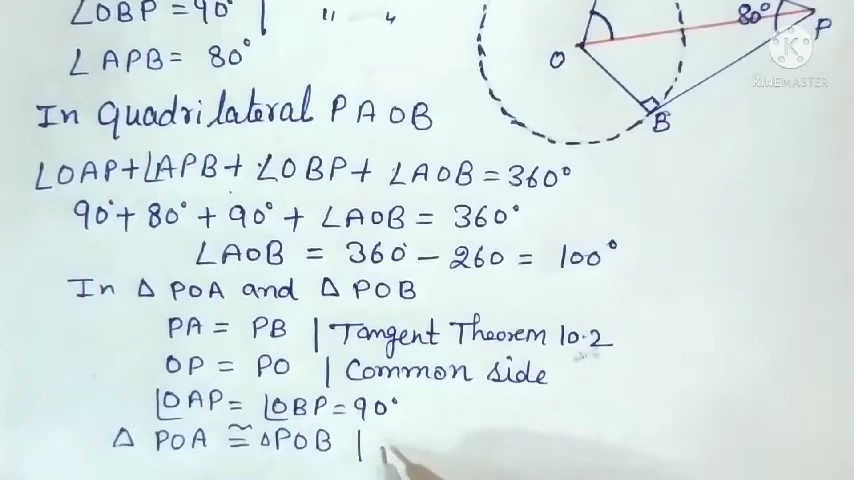 ∠OBP = 90° | " "
∠APB = 80°
In Quadrilateral PAOB
∠OAP + ∠APB + ∠OBP + ∠AOB = 360°
90° + 80° + 90° + ∠AOB = 360°
∠AOB = 360° - 260 = 100°
In Δ POA and Δ POB
PA = PB | Tangent Theorem 10.2
OP = PO | Common side
∠OAP = ∠OBP = 90°
Δ POA ≅ ΔPOB |
80°
P
O
B
K
KINEMASTER